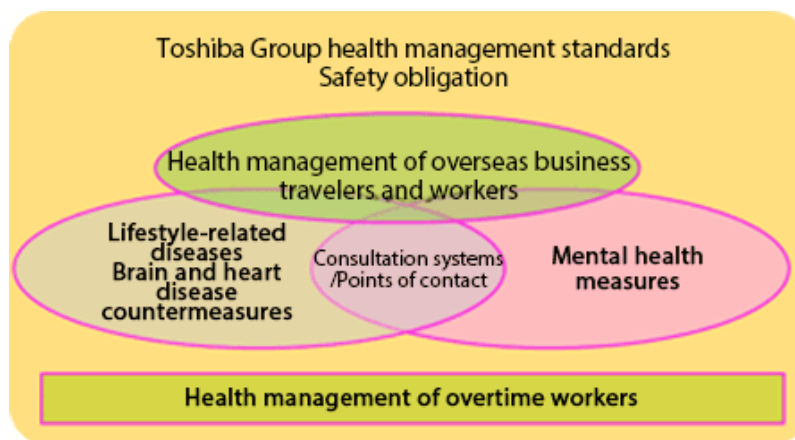 Toshiba Group health management standards
Safety obligation
Health management of overseas business
travelers and workers
Lifestyle-related
diseases
Brain and heart
disease
countermeasures
Consultation systems
/Points of contact
Mental health
measures
Health management of overtime workers